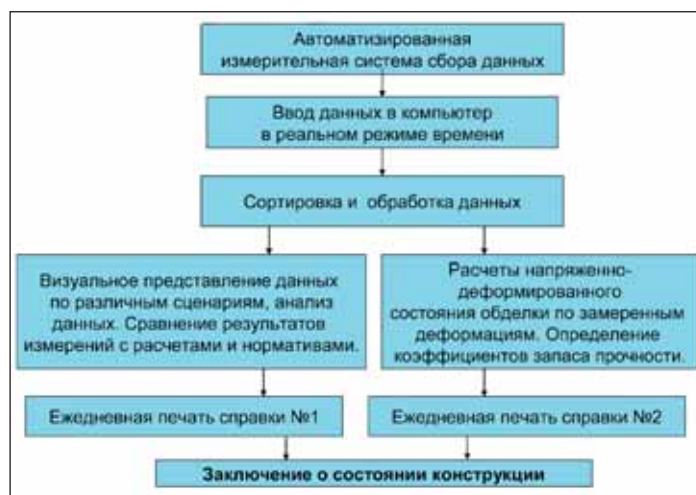 Автоматизированная
измерительная система сбора данных
Ввод данных в компьютер
в реальном режиме времени
Сортировка и обработка данных
Визуальное представление данных
по различным сценариям, анализ
данных. Сравнение результатов
измерений с расчетами и нормативами.
Расчеты напряженно-
деформированного
состояния обделки по замеренным
деформациям. Определение
коэффициентов запаса прочности.
Ежедневная печать справки №1
Ежедневная печать справки №2
Заключение о состоянии конструкции